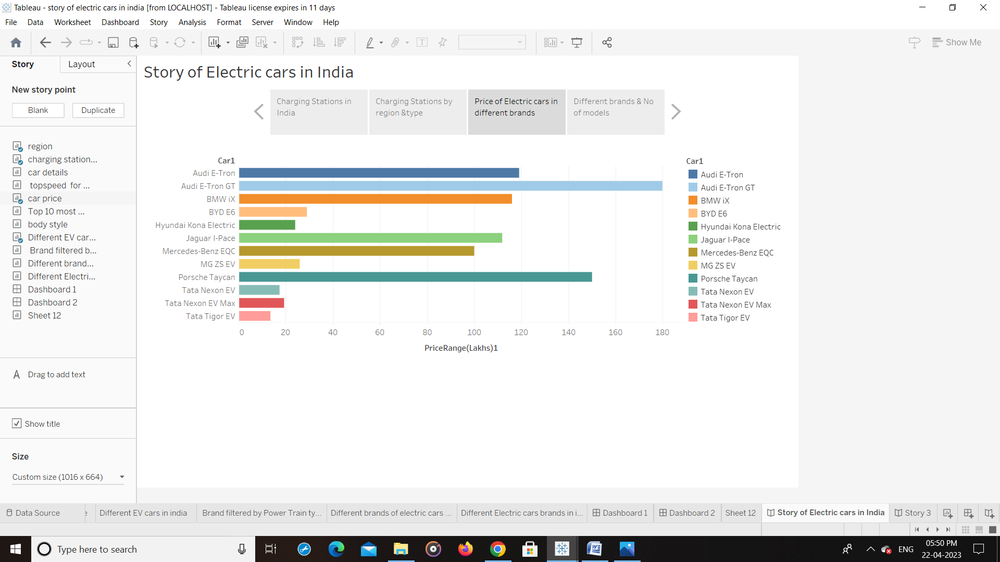 Tableau - story of electric cars in india [from LOCALHOST] - Tableau license expires in 11 days
File Data Worksheet Dashboard Story Analysis Format Server Window Help
Show Me
Story Layout
New story point
Blank Duplicate
region
charging station...
car details
topspeed for ...
car price
Top 10 most ...
body style
Different EV car...
Brand filtered b...
Different brand...
Different Electri...
Dashboard 1
Dashboard 2
Sheet 12
A Drag to add text
Show title
Size
Custom size (1016 x 664)
Story of Electric cars in India
Charging Stations in
India
Charging Stations by
region &type
Price of Electric cars in
different brands
Different brands & No
of models
Car1
Audi E-Tron
Audi E-Tron GT
BMW iX
BYD E6
Hyundai Kona Electric
Jaguar I-Pace
Mercedes-Benz EQC
MG ZS EV
Porsche Taycan
Tata Nexon EV
Tata Nexon EV Max
Tata Tigor EV
0 20 40 60 80 100 120 140 160 180
PriceRange(Lakhs)1
Car1
Audi E-Tron
Audi E-Tron GT
BMW iX
BYD E6
Hyundai Kona Electric
Jaguar I-Pace
Mercedes-Benz EQC
MG ZS EV
Porsche Taycan
Tata Nexon EV
Tata Nexon EV Max
Tata Tigor EV
Data Source Different EV cars in india Brand filtered by Power Train ty... Different brands of electric cars ... Different Electric cars brands in i... Dashboard 1 Dashboard 2 Sheet 12 Story of Electric cars in India Story 3
Type here to search
ENG
05:50 PM
22-04-2023